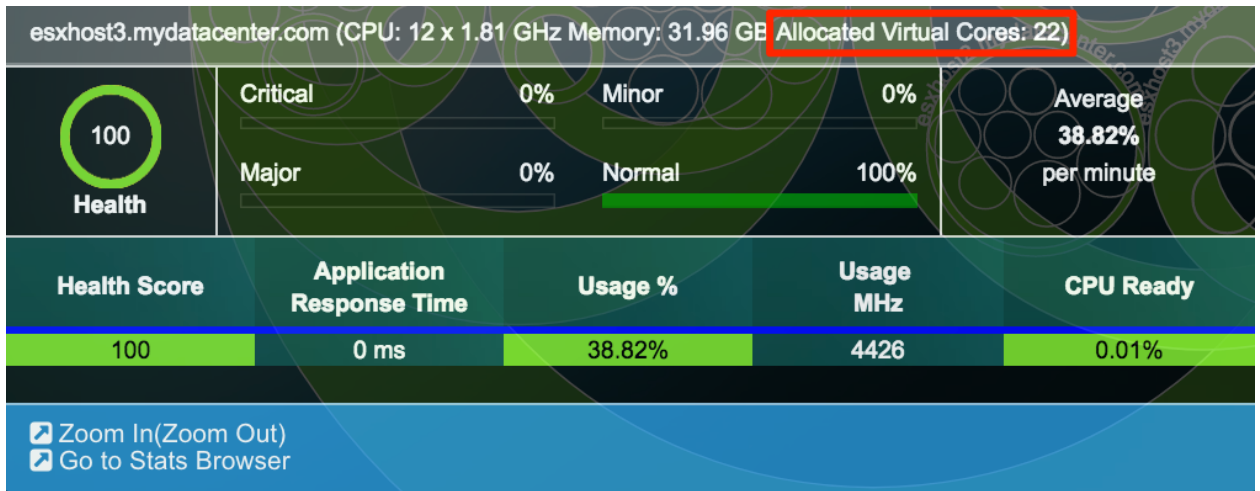 esxhost3.mydatacenter.com (CPU: 12 x 1.81 GHz Memory: 31.96 GB Allocated Virtual Cores: 22)
100
Health
Critical 0%
Minor 0%
Major 0%
Normal 100%
Average
38.82%
per minute
Health Score
Application
Response Time
Usage %
Usage
MHz
CPU Ready
100 0 ms 38.82% 4426 0.01%
Zoom In(Zoom Out)
Go to Stats Browser